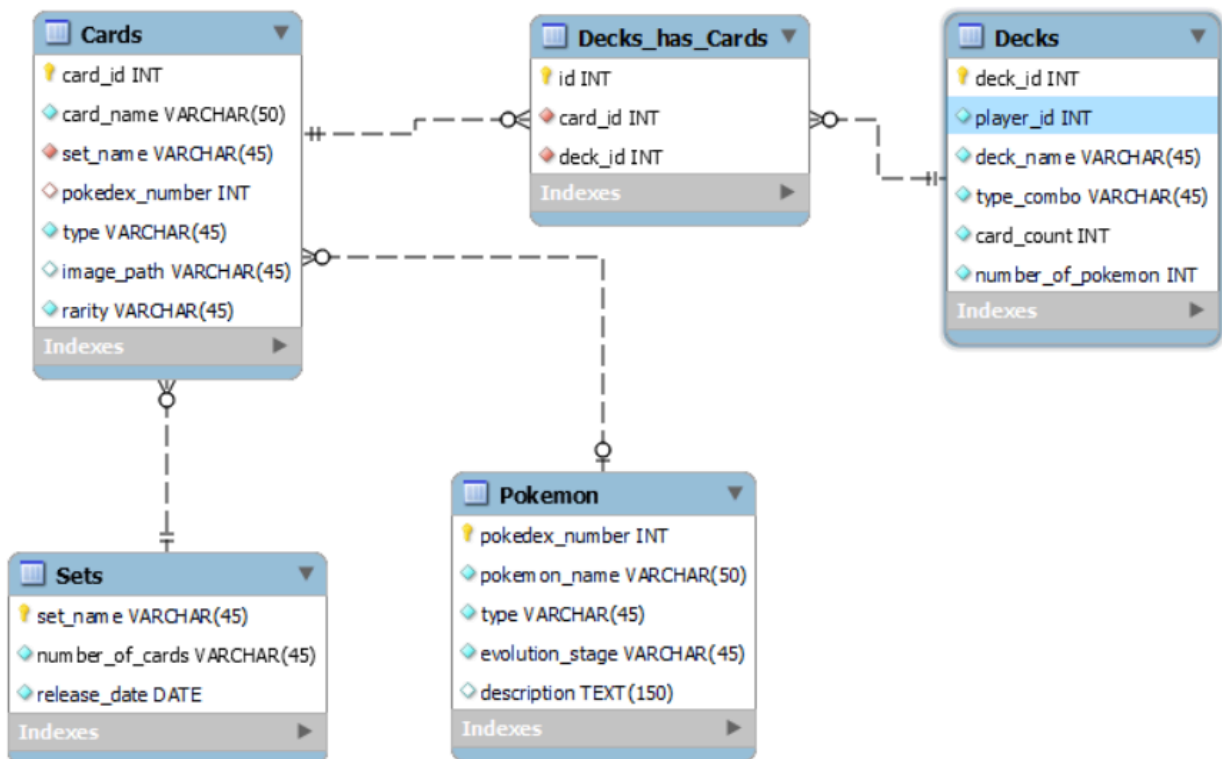 Cards
card_id INT
card_name VARCHAR(50)
set_name VARCHAR(45)
pokedex_number INT
type VARCHAR(45)
image_path VARCHAR(45)
rarity VARCHAR(45)
Indexes
Decks_has_Cards
id INT
card_id INT
deck_id INT
Indexes
Decks
deck_id INT
player_id INT
deck_name VARCHAR(45)
type_combo VARCHAR(45)
card_count INT
number_of_pokemon INT
Indexes
Sets
set_name VARCHAR(45)
number_of_cards VARCHAR(45)
release_date DATE
Indexes
Pokemon
pokedex_number INT
pokemon_name VARCHAR(50)
type VARCHAR(45)
evolution_stage VARCHAR(45)
description TEXT(150)
Indexes